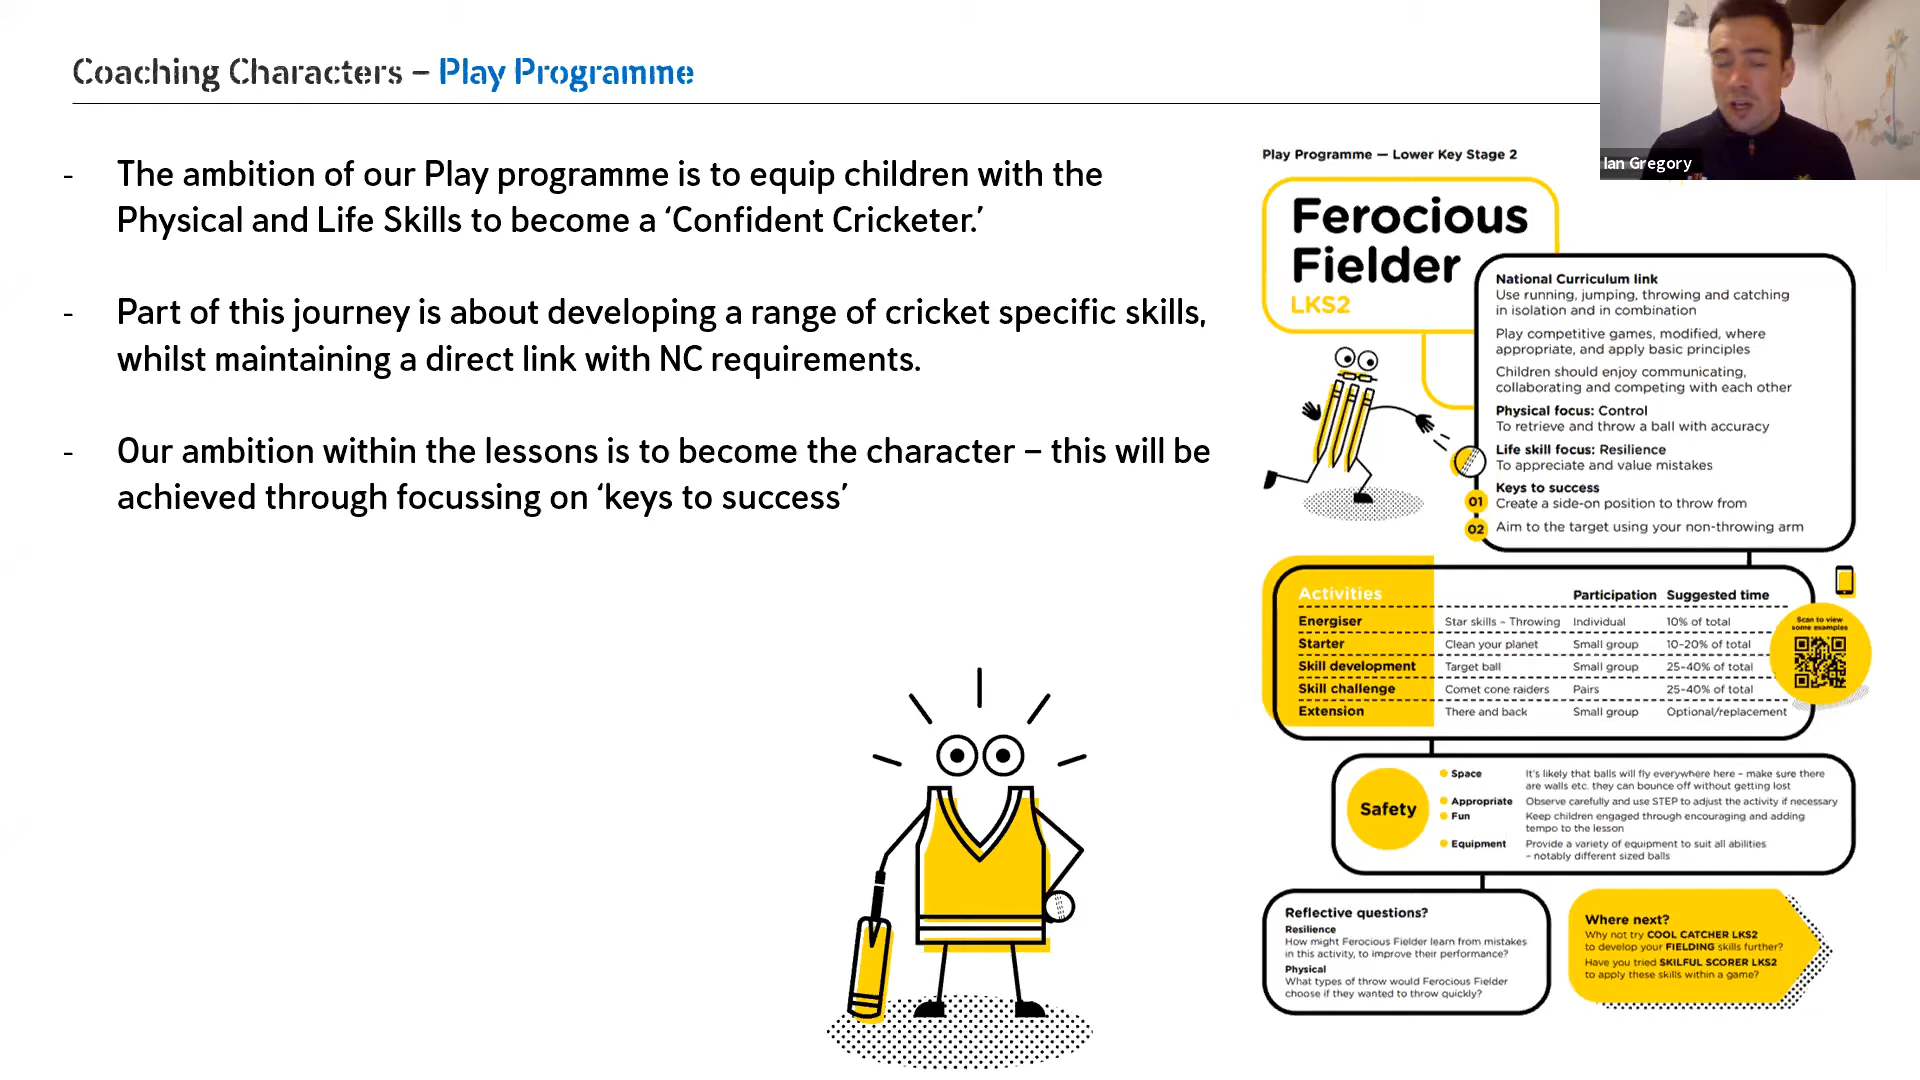 Coaching Characters – Play Programme
- The ambition of our Play programme is to equip children with the
Physical and Life Skills to become a ‘Confident Cricketer.’
- Part of this journey is about developing a range of cricket specific skills,
whilst maintaining a direct link with NC requirements.
- Our ambition within the lessons is to become the character – this will be
achieved through focussing on ‘keys to success’
Ian Gregory
Play Programme — Lower Key Stage 2
Ferocious
Fielder
LKS2
National Curriculum link
Use running, jumping, throwing and catching
in isolation and in combination
Play competitive games, modified, where
appropriate, and apply basic principles
Children should enjoy communicating,
collaborating and competing with each other
Physical focus: Control
To retrieve and throw a ball with accuracy
Life skill focus: Resilience
To appreciate and value mistakes
Keys to success
01 Create a side-on position to throw from
02 Aim to the target using your non-throwing arm
Activities Participation Suggested time
Energiser Star skills – Throwing Individual 10% of total
Starter Clean your planet Small group 10-20% of total
Skill development Target ball Small group 25-40% of total
Skill challenge Comet cone raiders Pairs 25-40% of total
Extension There and back Small group Optional/replacement
Scan to view
some examples
Safety
Space It's likely that balls will fly everywhere here – make sure there
are walls etc. they can bounce off without getting lost
Appropriate Observe carefully and use STEP to adjust the activity if necessary
Fun Keep children engaged through encouraging and adding
tempo to the lesson
Equipment Provide a variety of equipment to suit all abilities
– notably different sized balls
Reflective questions?
Resilience
How might Ferocious Fielder learn from mistakes
in this activity, to improve their performance?
Physical
What types of throw would Ferocious Fielder
choose if they wanted to throw quickly?
Where next?
Why not try COOL CATCHER LKS2
to develop your FIELDING skills further?
Have you tried SKILFUL SCORER LKS2
to apply these skills within a game?